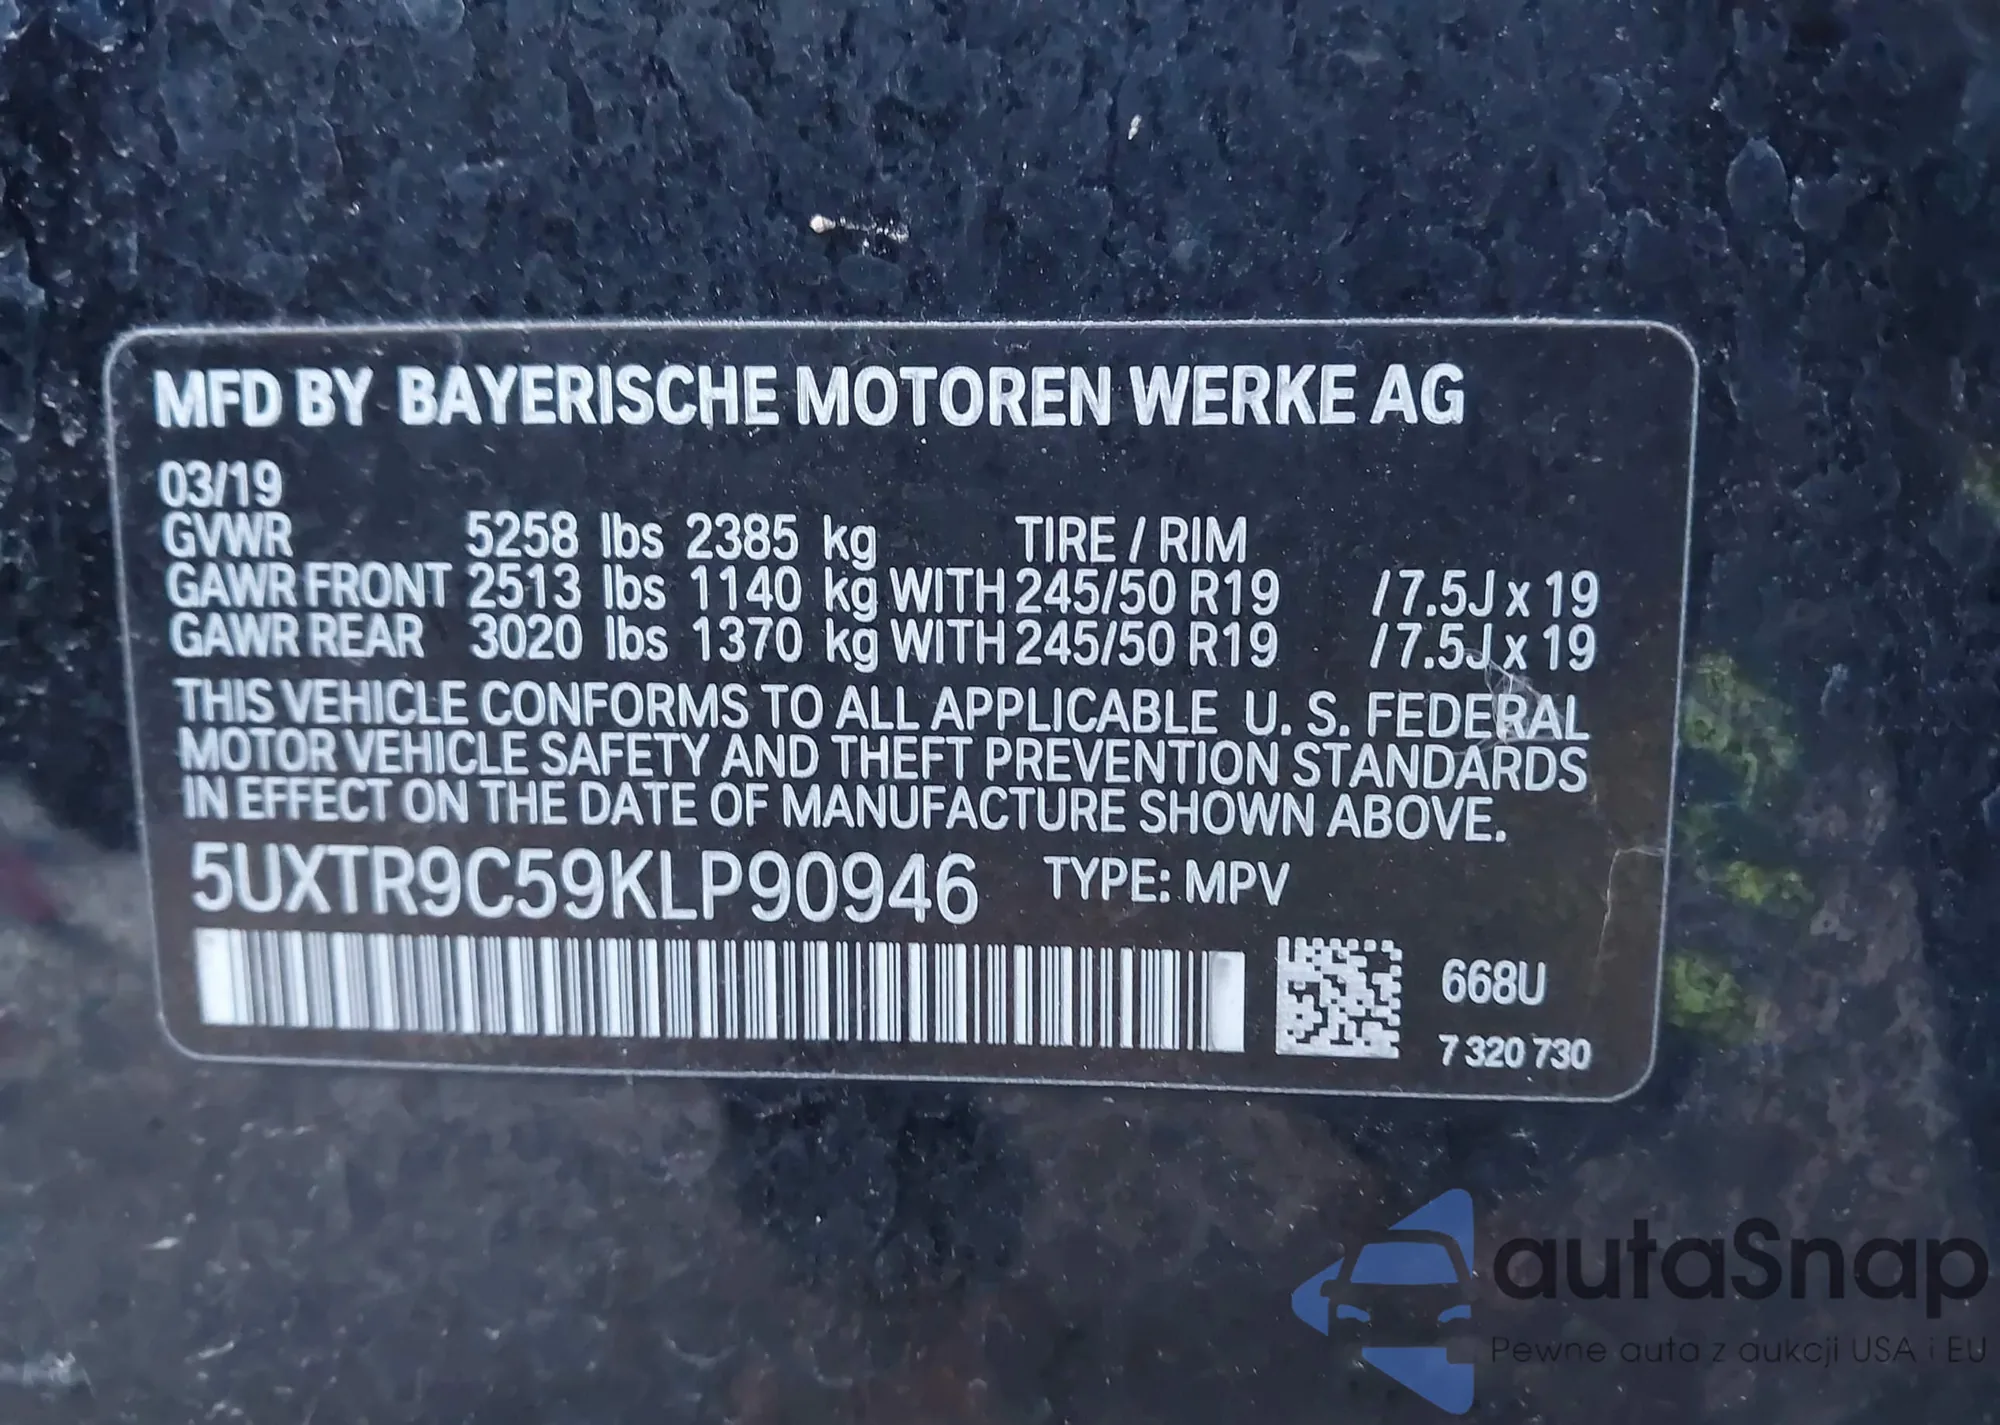 MFD BY BAYERISCHE MOTOREN WERKE AG
03/19
GVWR 5258 lbs 2385 kg TIRE / RIM
GAWR FRONT 2513 lbs 1140 kg WITH 245/50 R19 / 7.5J x 19
GAWR REAR 3020 lbs 1370 kg WITH 245/50 R19 / 7.5J x 19
THIS VEHICLE CONFORMS TO ALL APPLICABLE U. S. FEDERAL
MOTOR VEHICLE SAFETY AND THEFT PREVENTION STANDARDS
IN EFFECT ON THE DATE OF MANUFACTURE SHOWN ABOVE.
5UXTR9C59KLP90946 TYPE: MPV
668U
7 320 730
autaSnap
Pewne auta z aukcji USA i EU